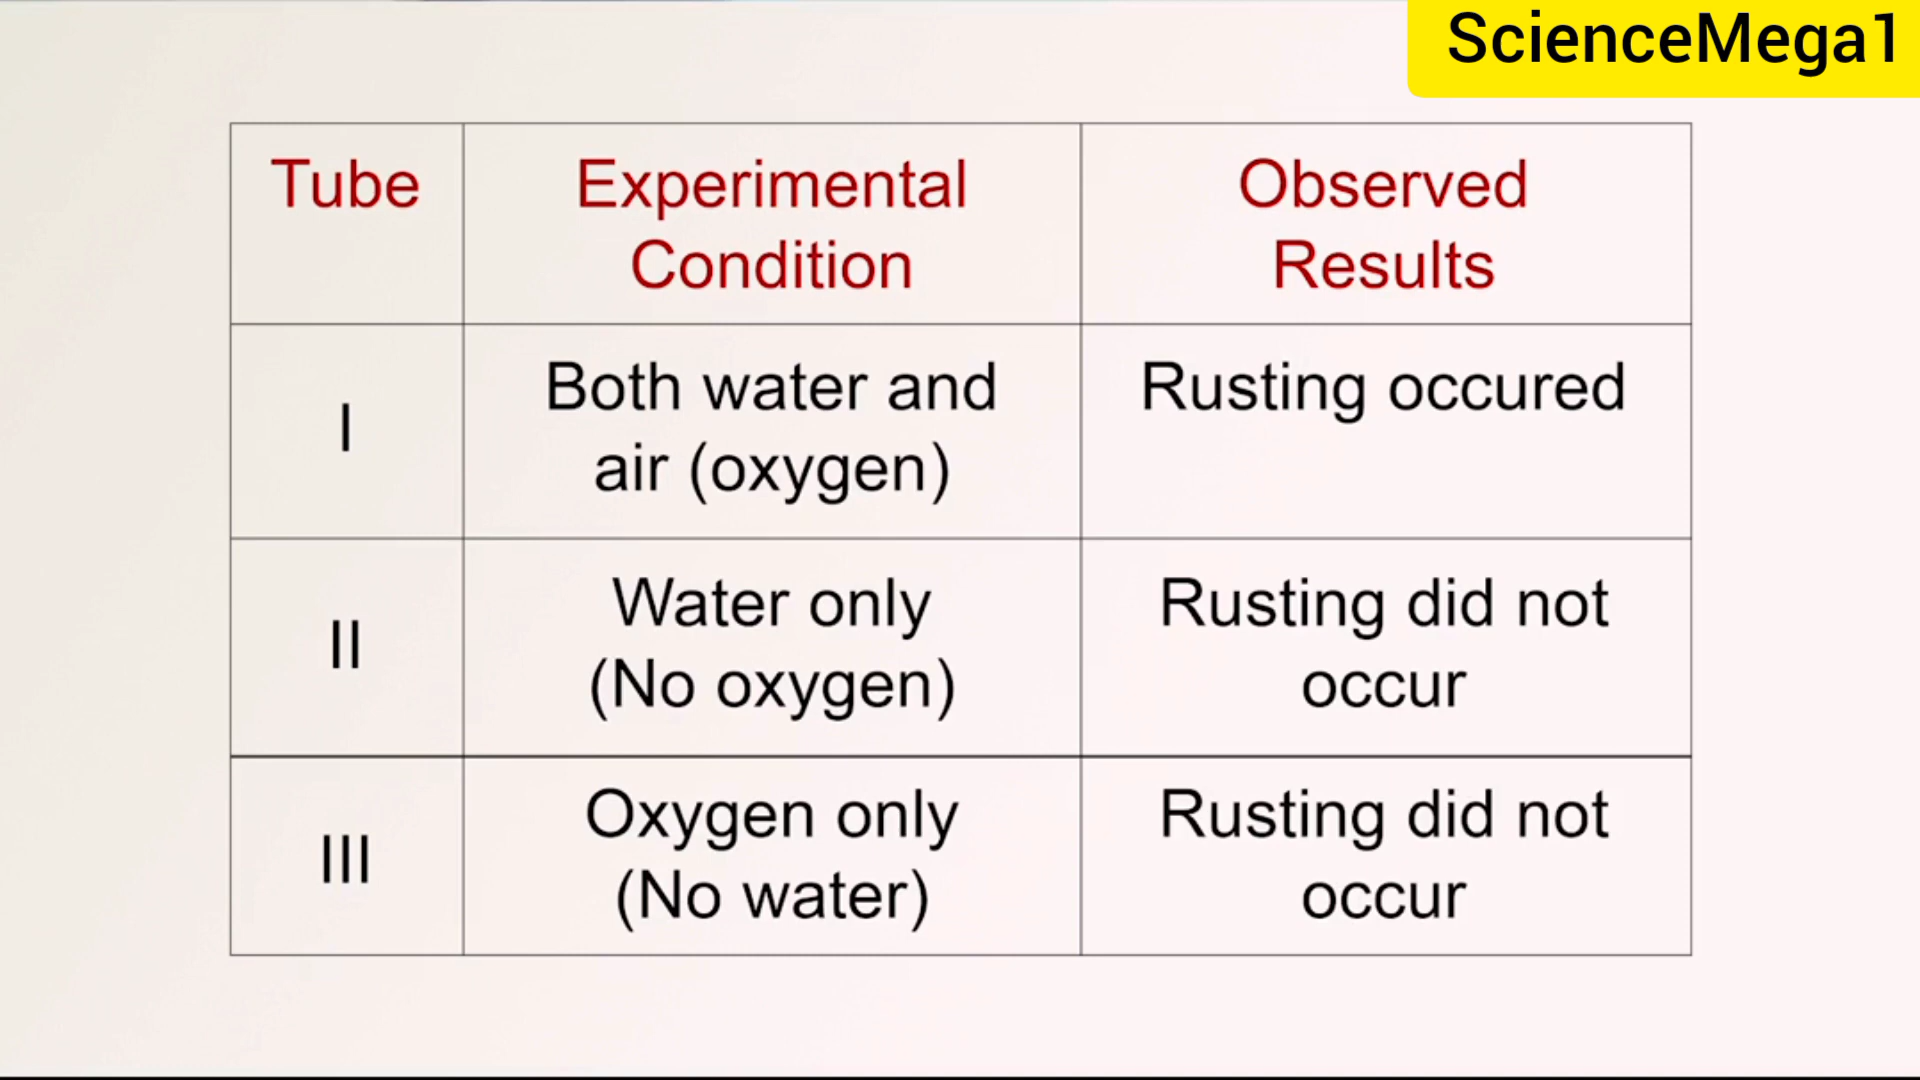 ScienceMega1
Tube
Experimental
Condition
Observed
Results
I
Both water and
air (oxygen)
Rusting occured
II
Water only
(No oxygen)
Rusting did not
occur
III
Oxygen only
(No water)
Rusting did not
occur